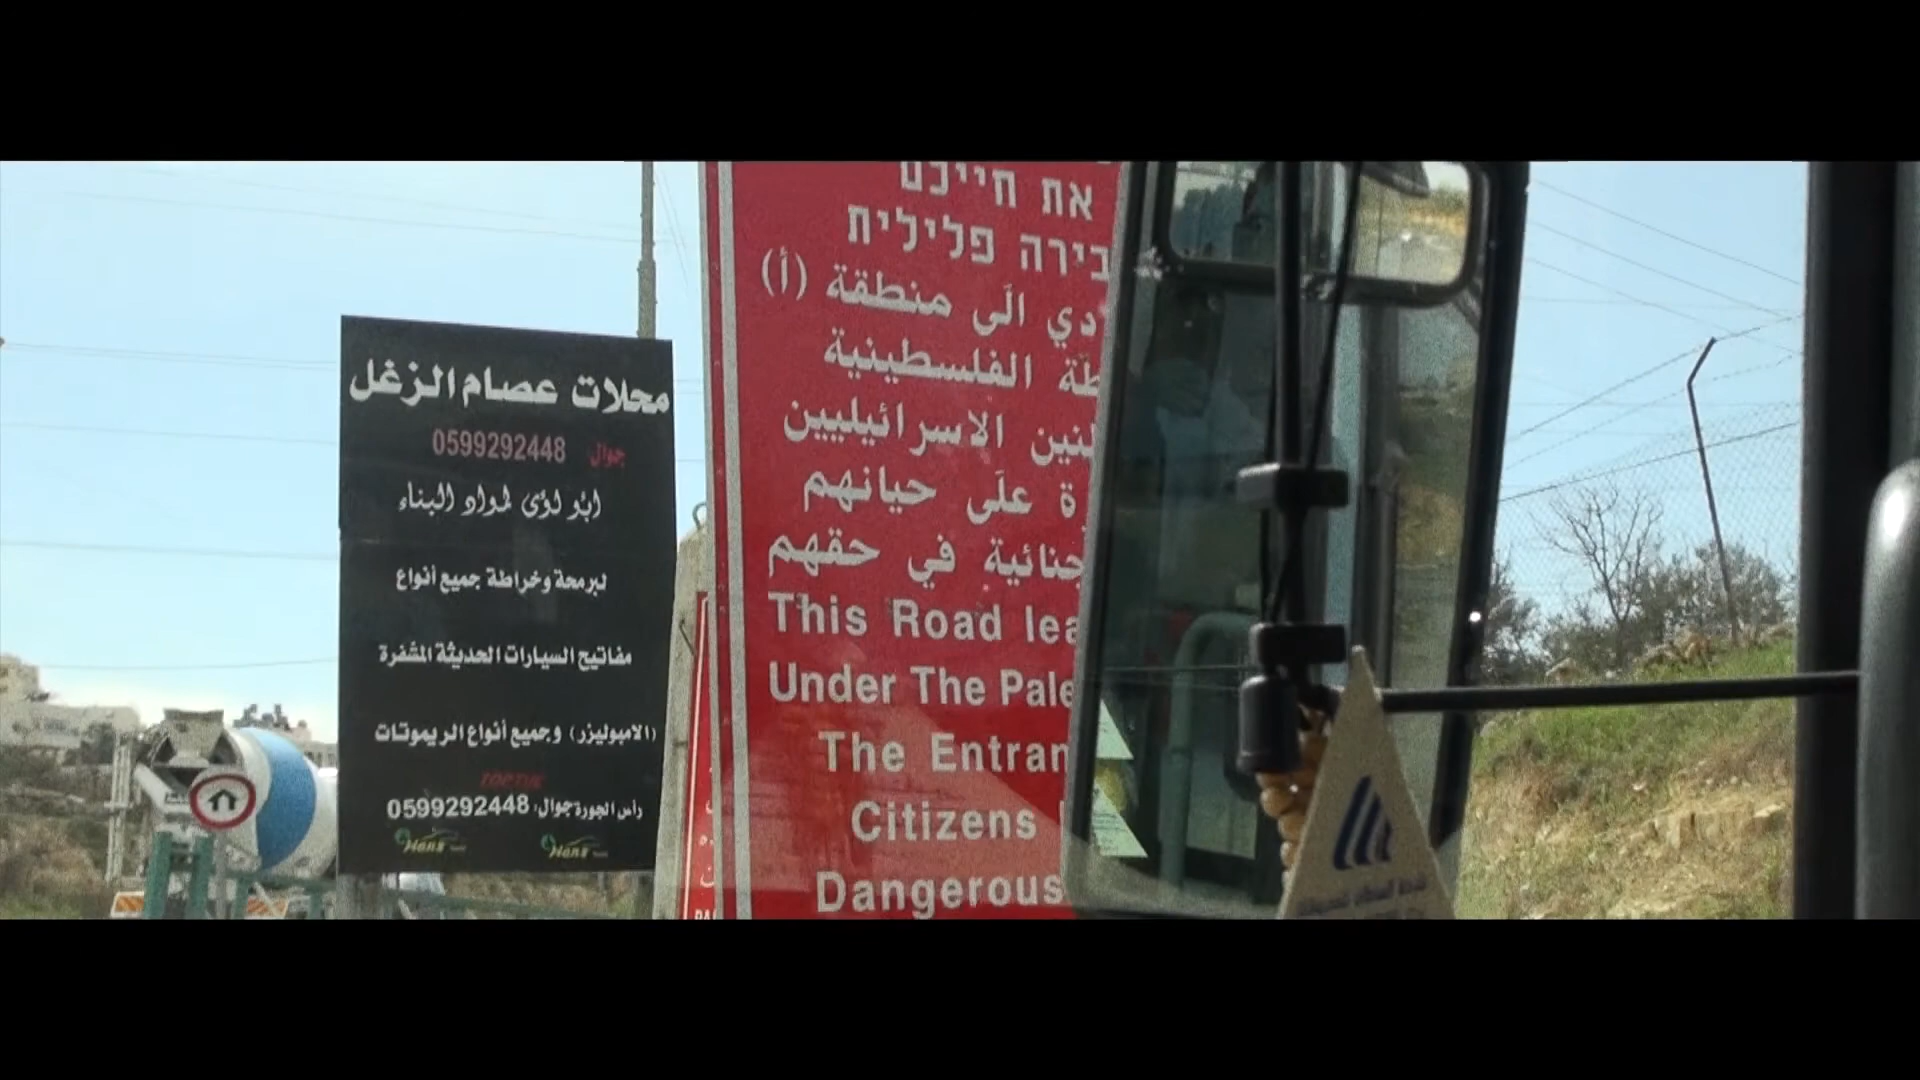 محلات عصام الزغل
جوال 0599292448
ابو لؤي لمواد البناء
لبرمجة وخراطة جميع أنواع
مفاتيح السيارات الحديثة المشفرة
(الامبوليزر) وجميع أنواع الريموتات
رأس الجورة جوال: 0599292448
את חייכם
בירה פלילית
دي الى منطقة (أ)
طة الفلسطينية
نين الاسرائيليين
ة على حياتهم
جنائية في حقهم
This Road lea
Under The Pale
The Entran
Citizens
Dangerous